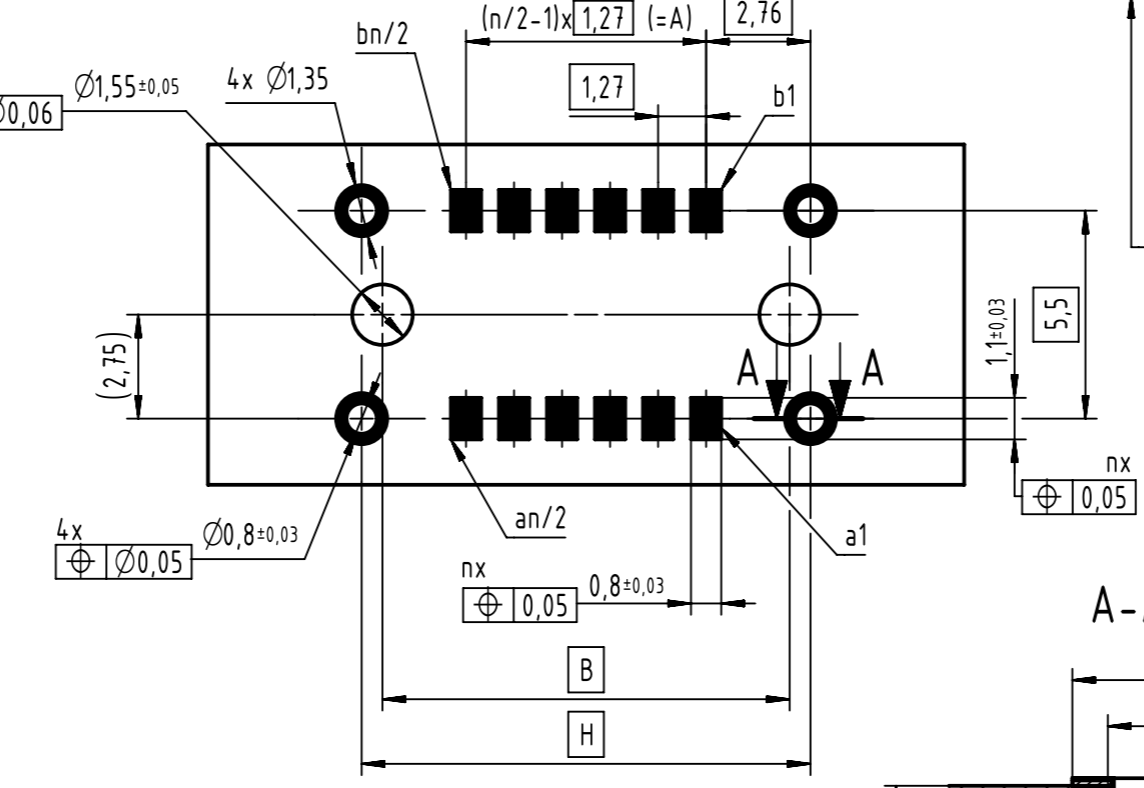 (n/2-1)x 1,27 (=A)
2,76
bn/2
Ø1,55±0,05
4x Ø1,35
1,27
b1
Ø0,06
(2,75)
A A
1,1±0,03
5,5
nx
0,05
4x
Ø0,05
Ø0,8±0,03
an/2
a1
nx
0,05
0,8±0,03
A-
B
H